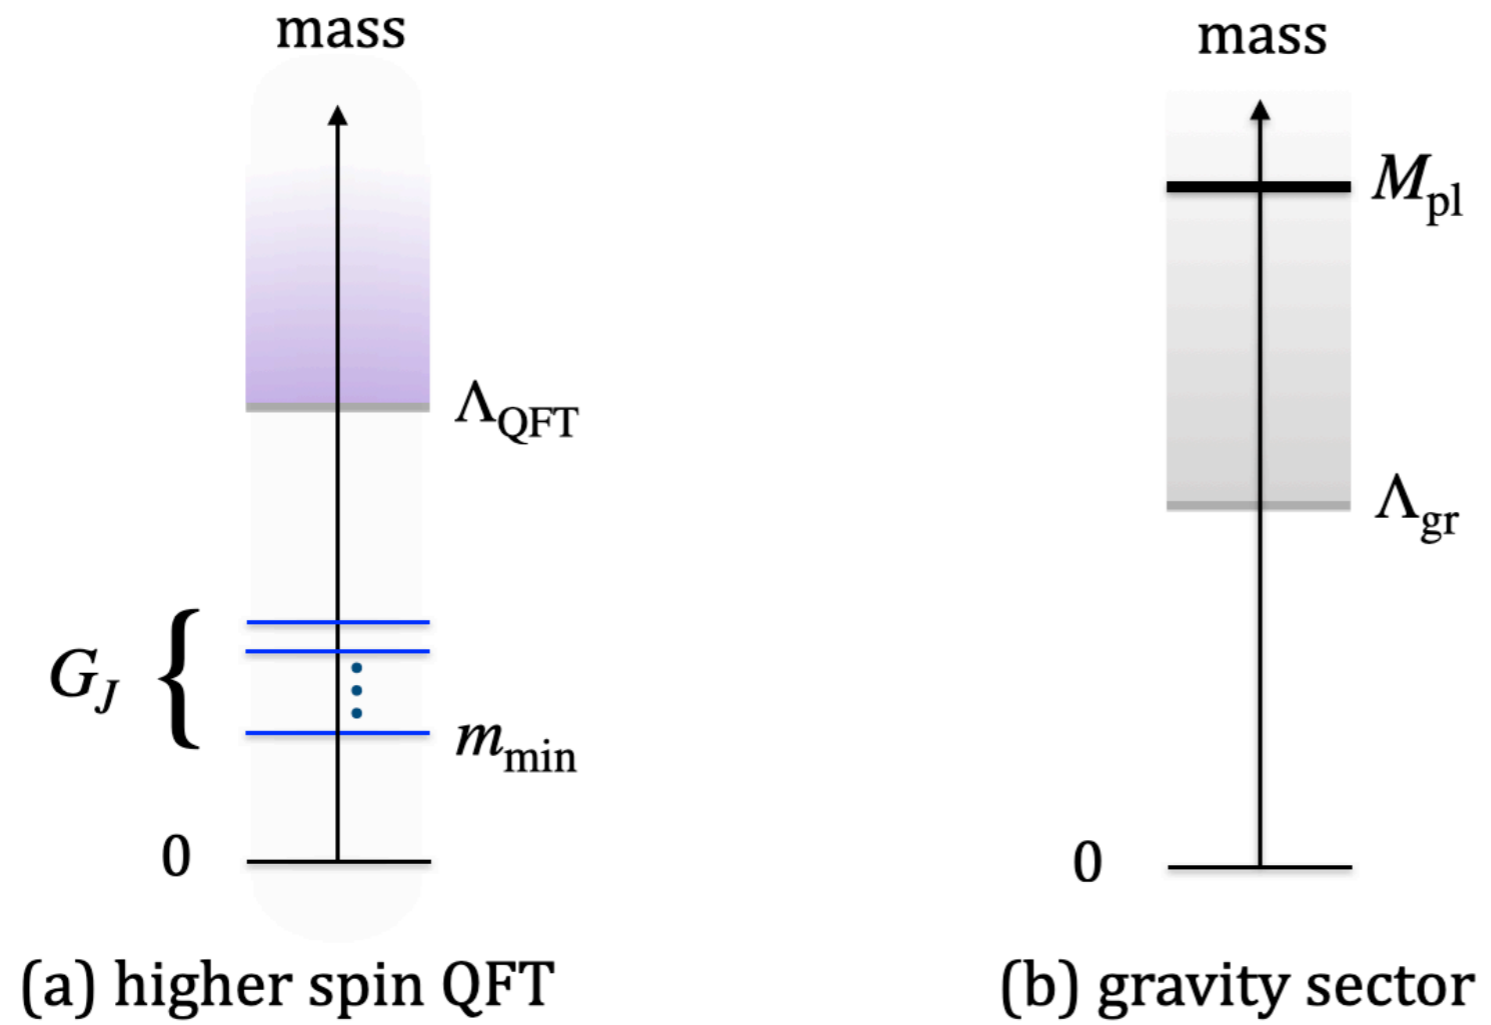 mass
Λ_QFT
G_J {
m_min
0
(a) higher spin QFT
mass
M_pl
Λ_gr
0
(b) gravity sector